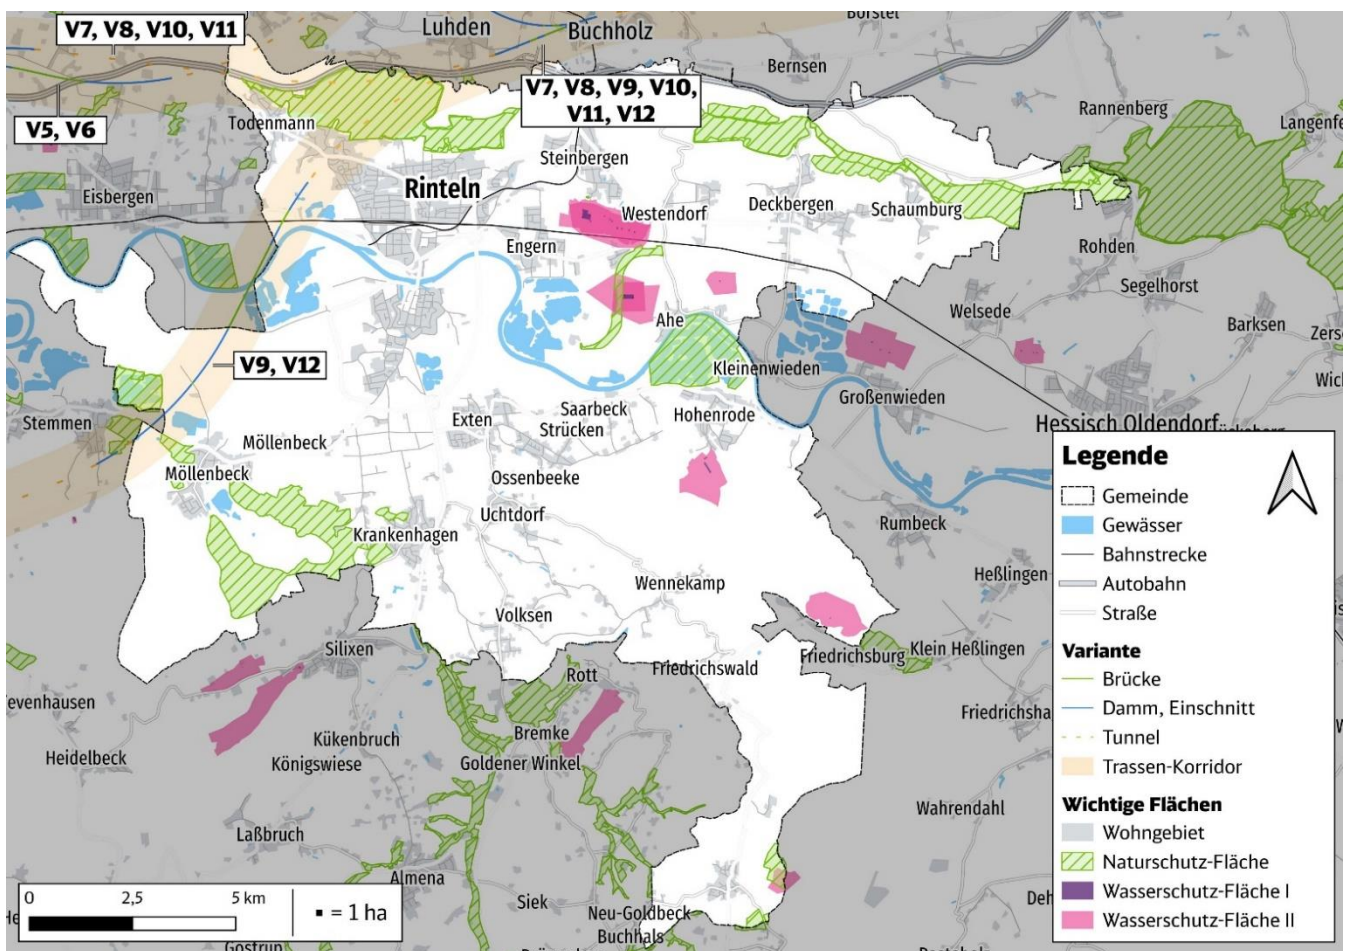 V7, V8, V10, V11
Luhden
Buchholz
Borstel
Bernsen
V7, V8, V9, V10,
V11, V12
V5, V6
Todenmann
Rannenberg
Steinbergen
Eisbergen
Rinteln
Westendorf
Deckbergen
Schaumburg
Engern
Rohden
Segelhorst
Welsede
Barksen
Ahe
V9, V12
Kleinenwieden
Großenwieden
Stemmen
Exten
Saarbeck
Strücken
Hohenrode
Hessisch Oldendorf
Möllenbeck
Möllenbeck
Ossenbeeke
Uchtdorf
Rumbeck
Krankenhagen
Wennekamp
Heßlingen
Volksen
Silixen
Rott
Friedrichswald
Friedrichsburg
Klein Heßlingen
evenhausen
Friedrichsha
Heidelbeck
Kükenbruch
Bremke
Königswiese
Goldener Winkel
Wahrendahl
Laßbruch
Almena
Siek
Neu-Goldbeck
Buchhals
Legende
Gemeinde
Gewässer
Bahnstrecke
Autobahn
Straße
Variante
Brücke
Damm, Einschnitt
Tunnel
Trassen-Korridor
Wichtige Flächen
Wohngebiet
Naturschutz-Fläche
Wasserschutz-Fläche I
Wasserschutz-Fläche II
0 2,5 5 km
= 1 ha